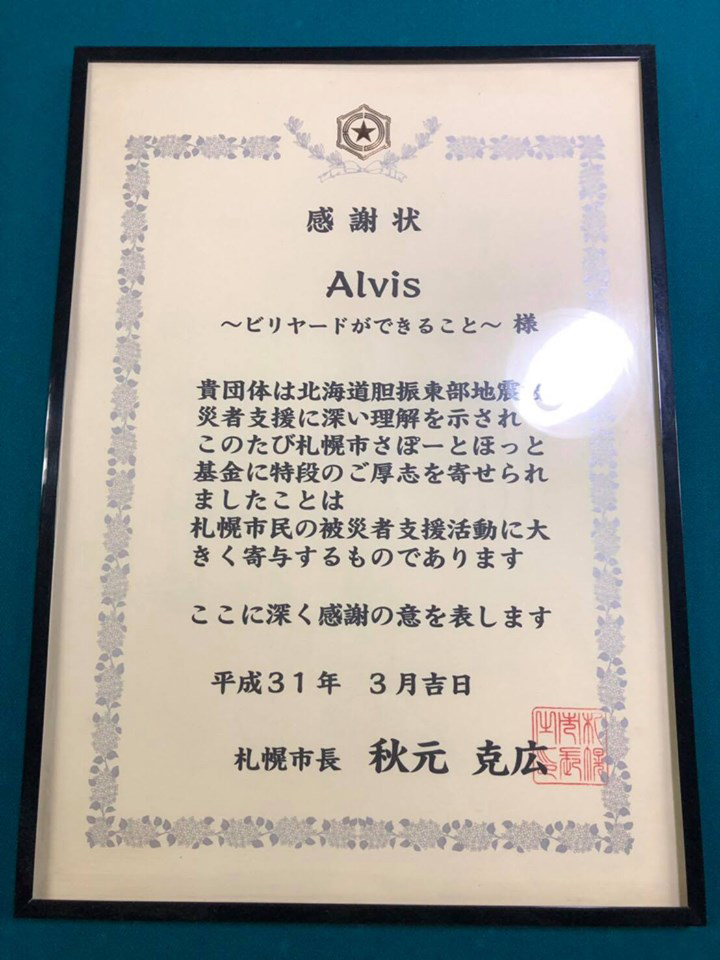 感謝状
Alvis
～ビリヤードができること～ 様
貴団体は北海道胆振東部地震
災者支援に深い理解を示され
このたび札幌市さぽーとほっと
基金に特段のご厚志を寄せられ
ましたことは
札幌市民の被災者支援活動に大
きく寄与するものであります
ここに深く感謝の意を表します
平成31年 3月吉日
札幌市長 秋元 克広